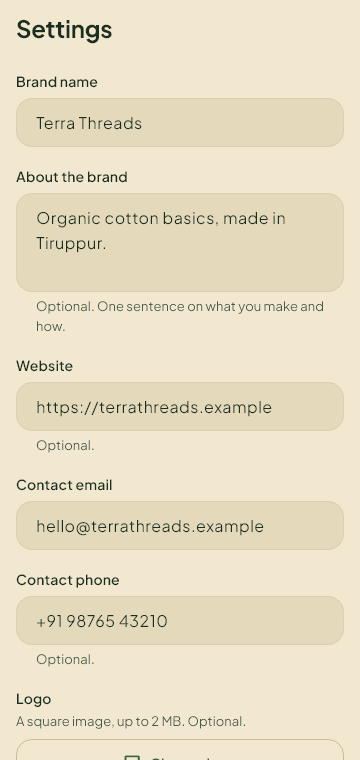 Settings
Brand name
Terra Threads
About the brand
Organic cotton basics, made in
Tiruppur.
Optional. One sentence on what you make and
how.
Website
https://terrathreads.example
Optional.
Contact email
hello@terrathreads.example
Contact phone
+91 98765 43210
Optional.
Logo
A square image, up to 2 MB. Optional.